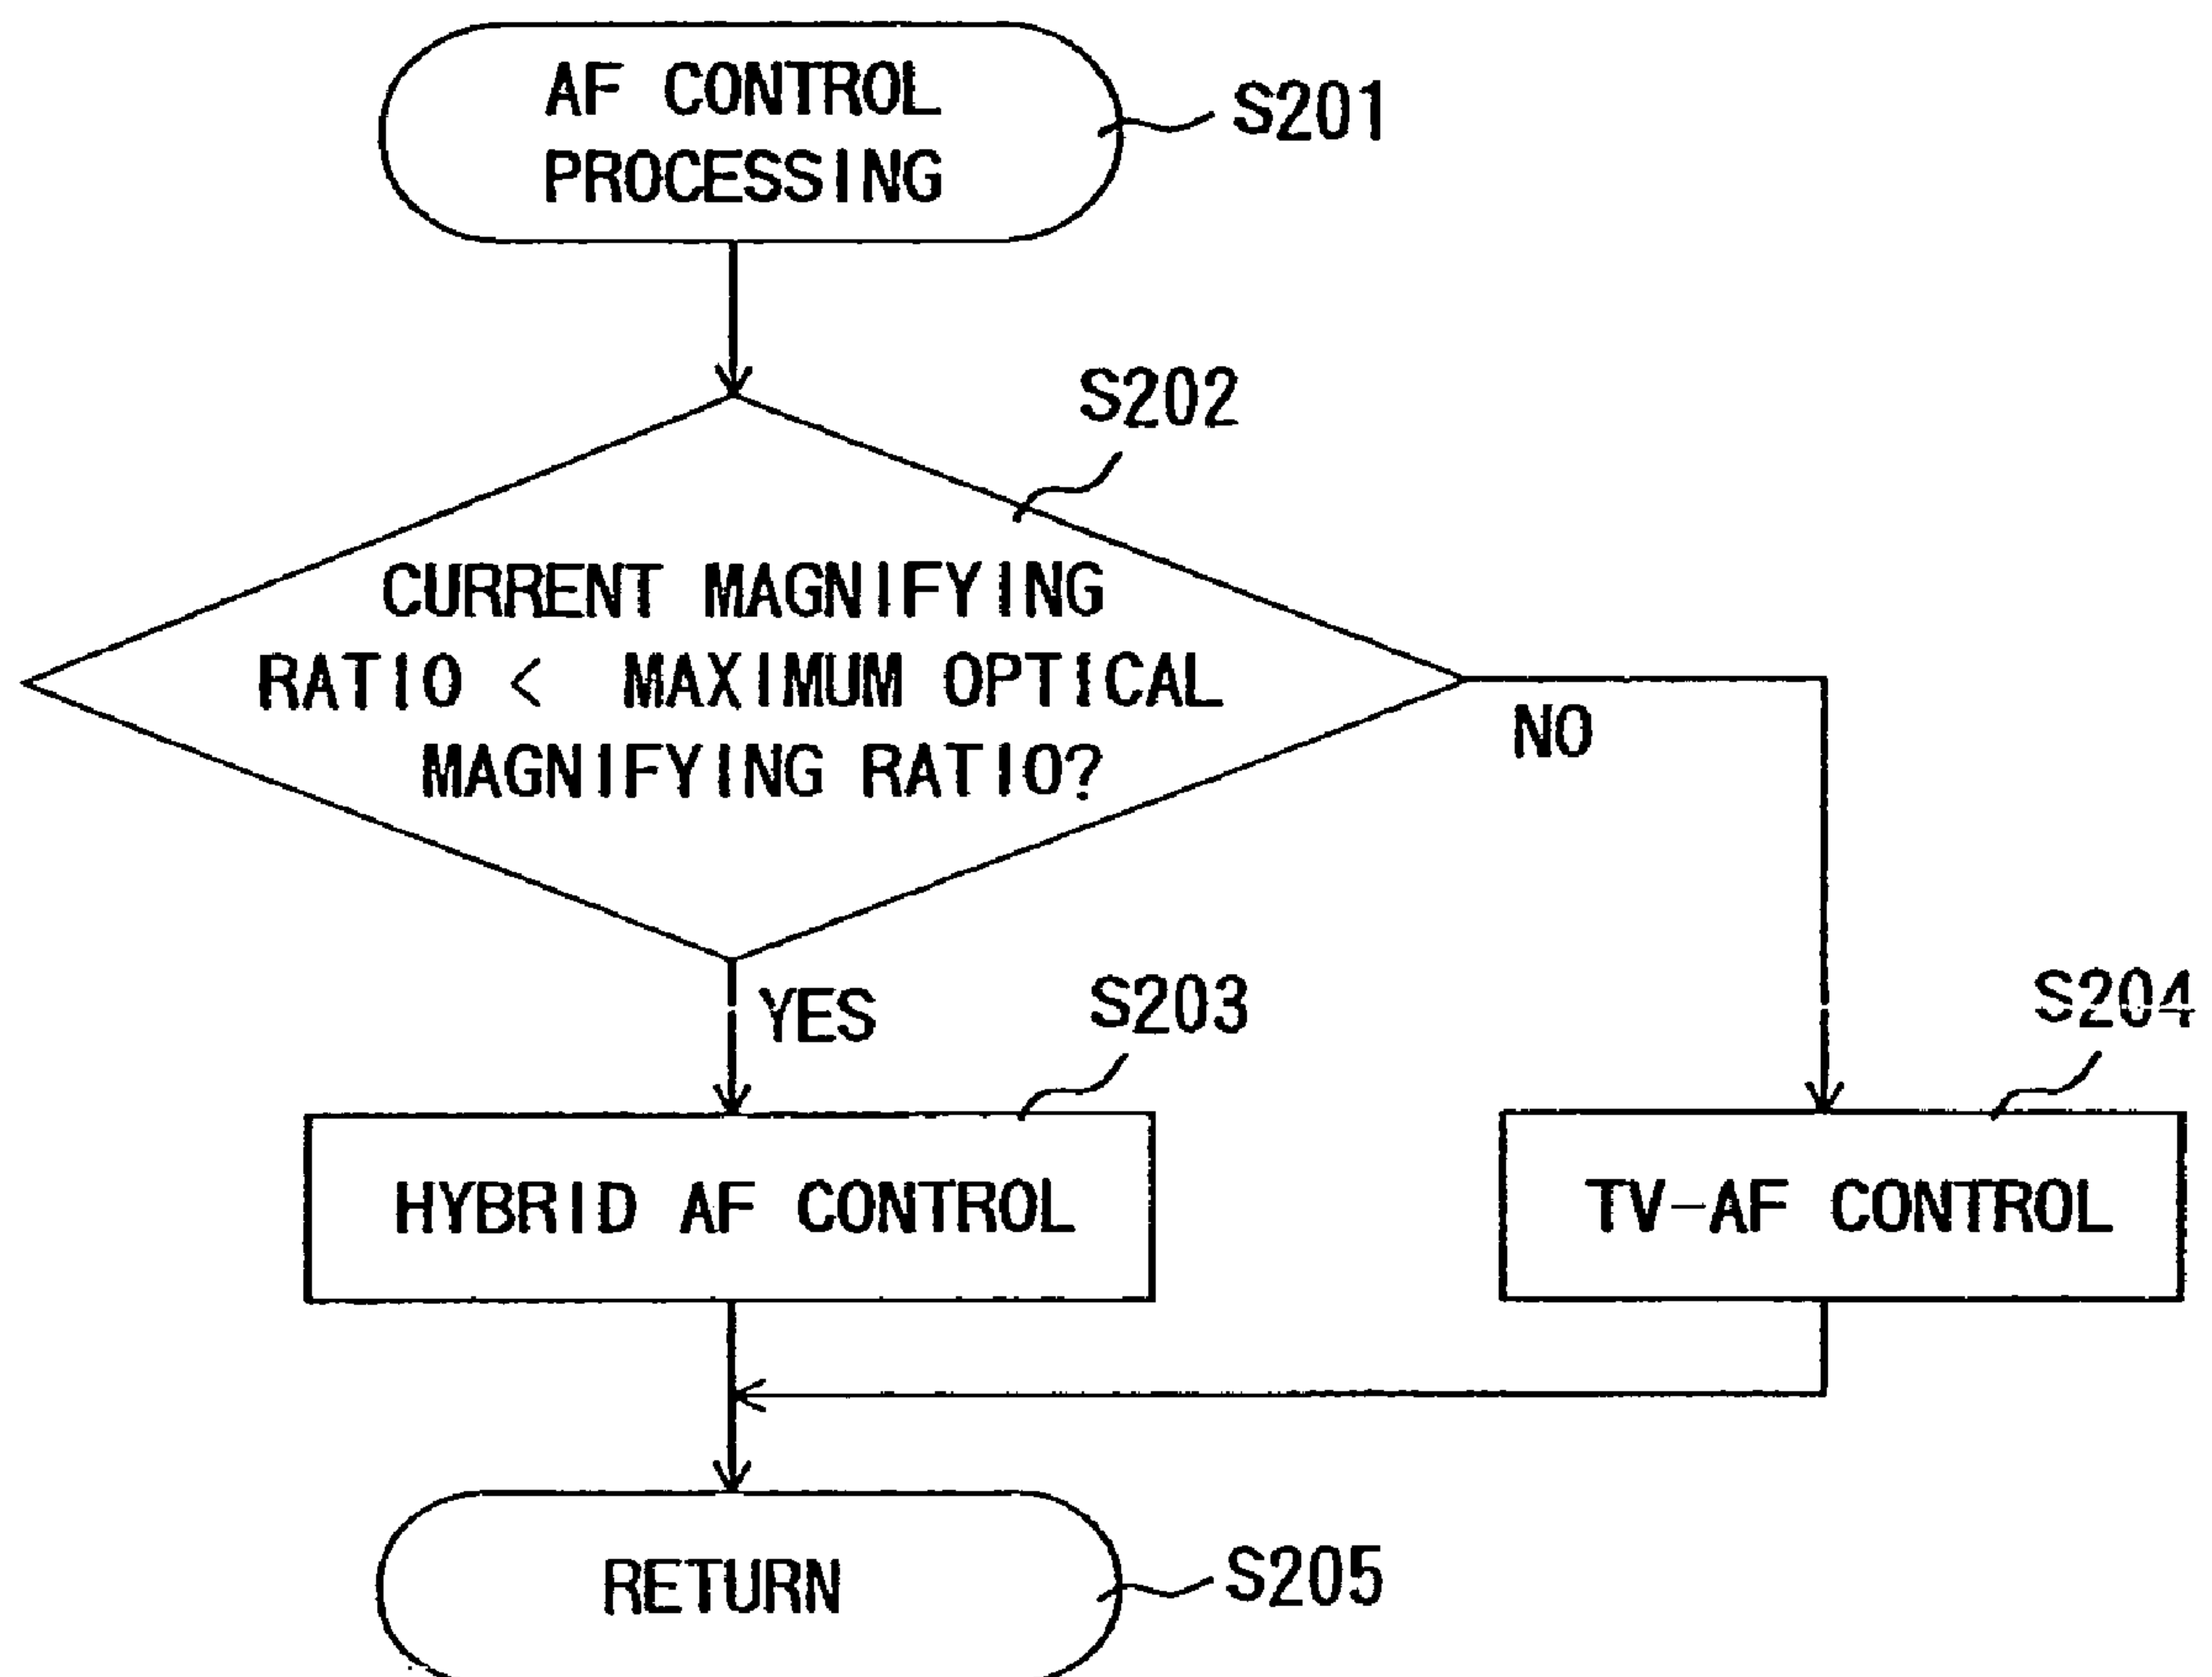 AF CONTROL
PROCESSING
S201
S202
CURRENT MAGNIFYING
RATIO < MAXIMUM OPTICAL
MAGNIFYING RATIO?
NO
YES
S203
S204
HYBRID AF CONTROL
TV-AF CONTROL
RETURN
S205